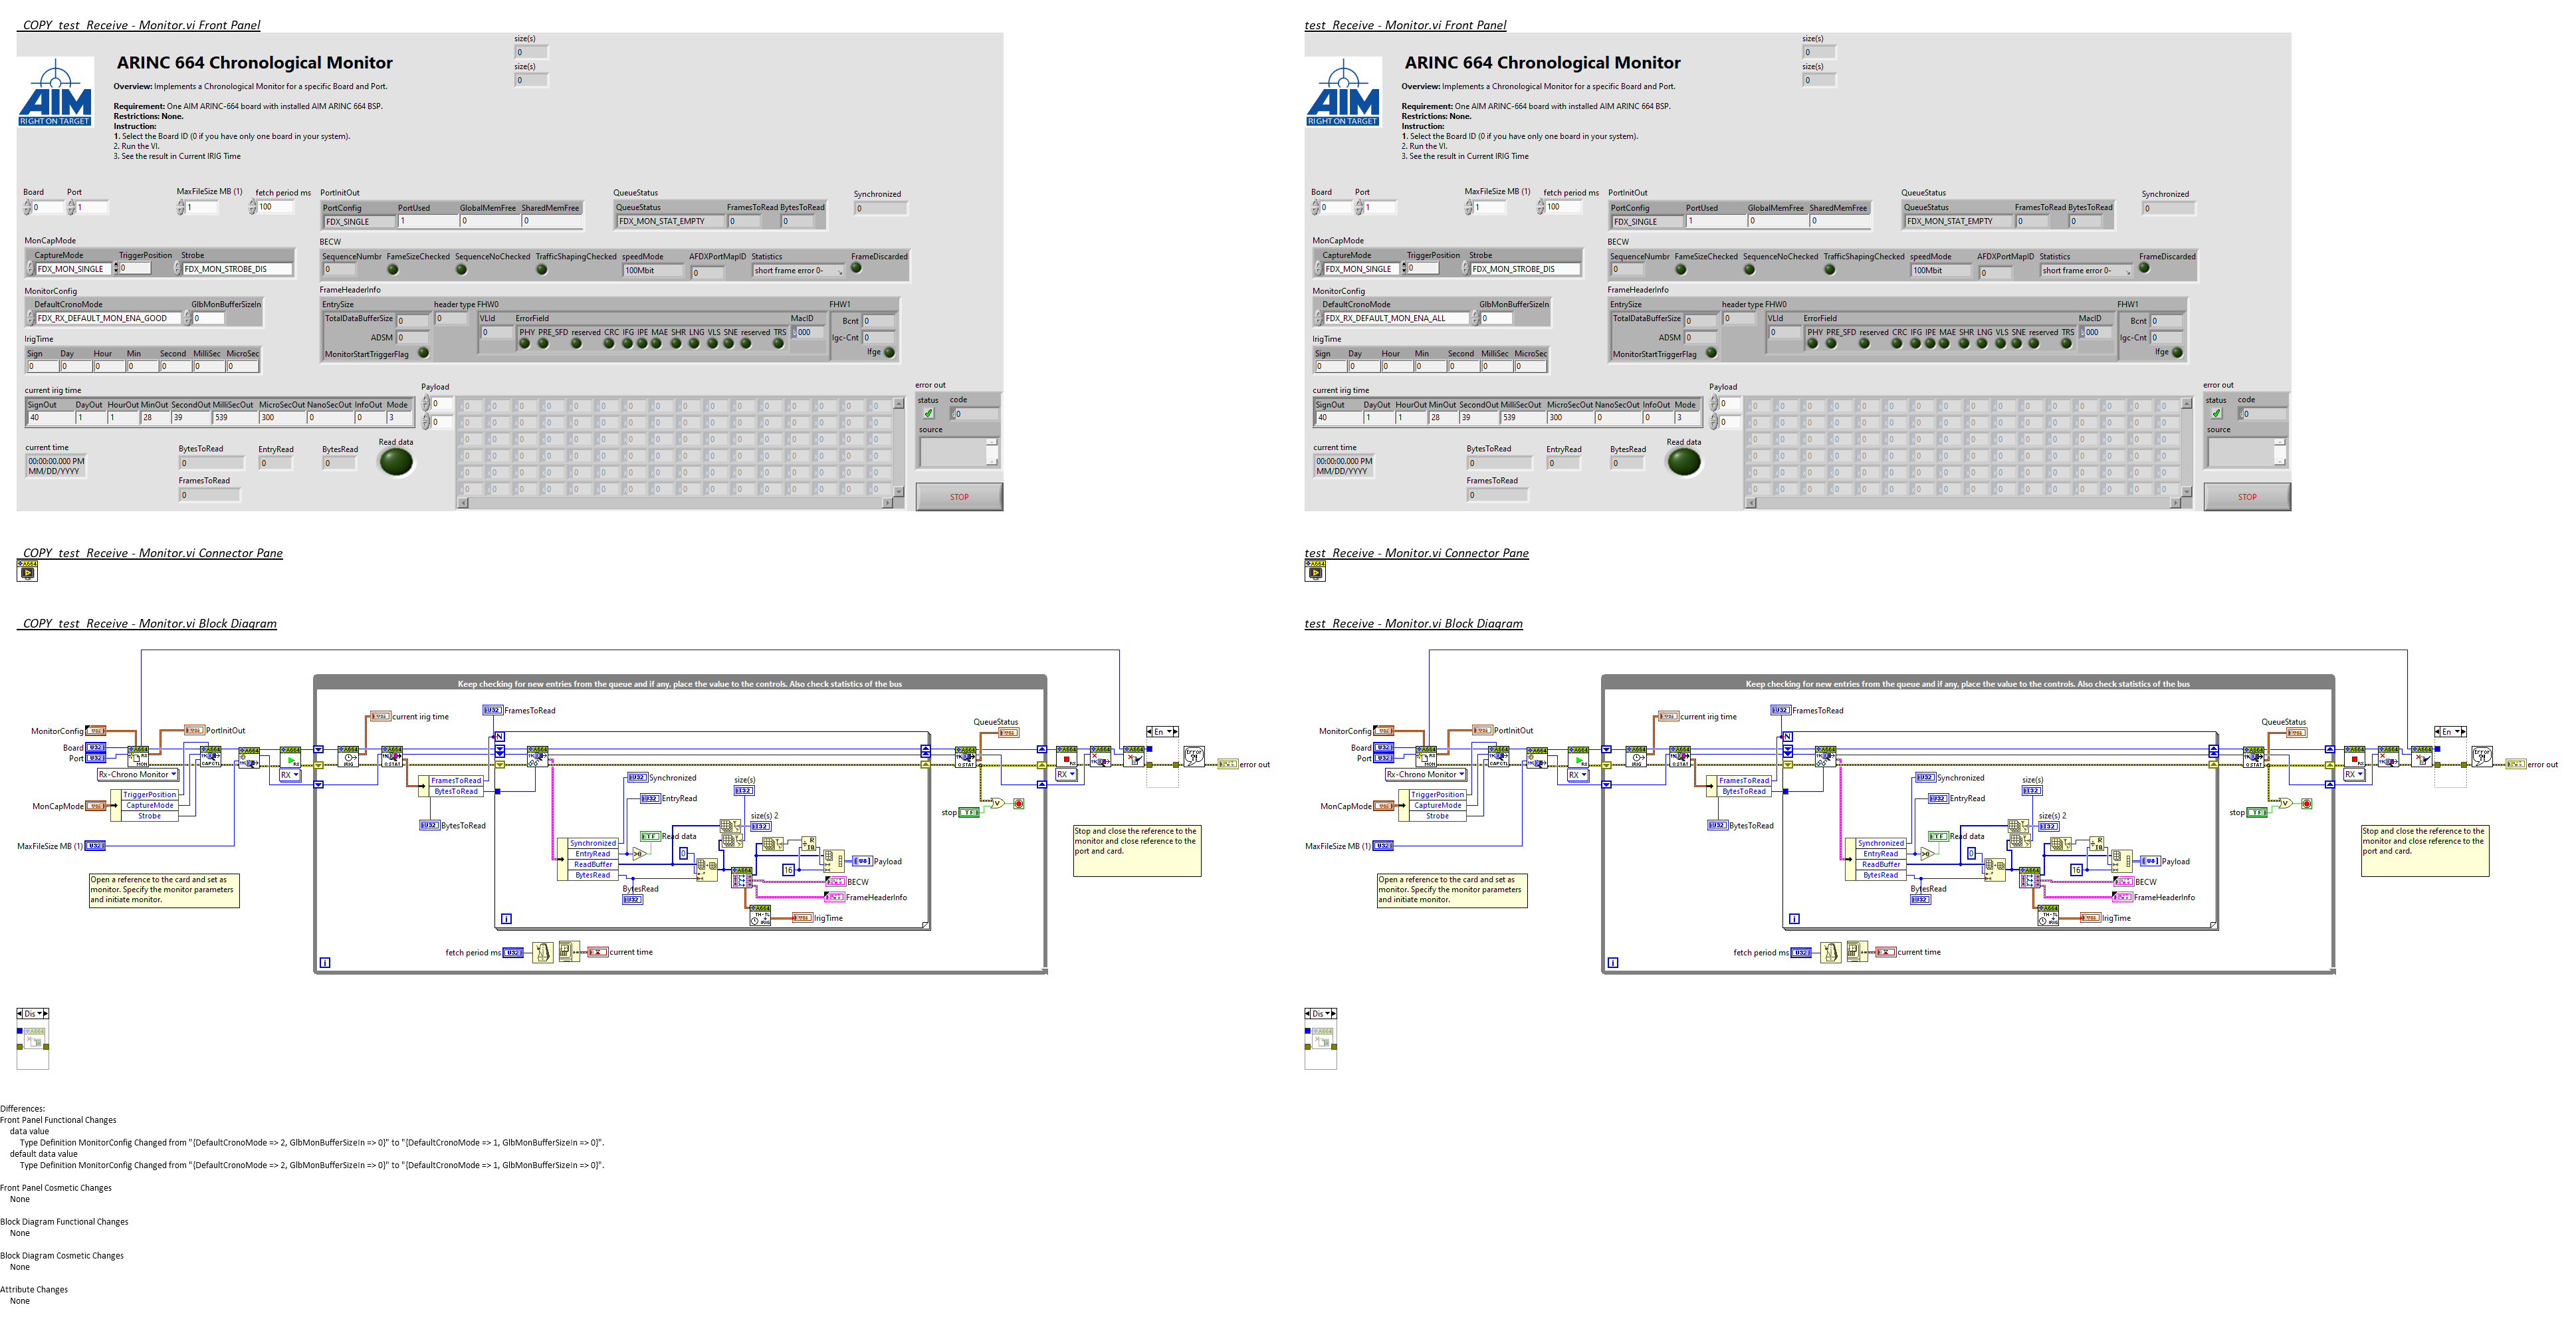 _COPY_test_Receive - Monitor.vi Front Panel
size(s)
0
size(s)
0
ARINC 664 Chronological Monitor
AIM
RIGHT ON TARGET
Overview: Implements a Chronological Monitor for a specific Board and Port.
Requirement: One AIM ARINC-664 board with installed AIM ARINC 664 BSP.
Restrictions: None.
Instruction:
1. Select the Board ID (0 if you have only one board in your system).
2. Run the VI.
3. See the result in Current IRIG Time
Board Port MaxFileSize MB (1) fetch period ms PortInitOut QueueStatus Synchronized
0 1 1 100 0
PortConfig PortUsed GlobalMemFree SharedMemFree QueueStatus FramesToRead BytesToRead
FDX_SINGLE 1 0 0 FDX_MON_STAT_EMPTY 0 0
MonCapMode BECW
CaptureMode TriggerPosition Strobe SequenceNumbr FameSizeChecked SequenceNoChecked TrafficShapingChecked speedMode AFDXPortMapID Statistics FrameDiscarded
FDX_MON_SINGLE 0 FDX_MON_STROBE_DIS 0 100Mbit 0 short frame error 0-
MonitorConfig FrameHeaderInfo
DefaultCronoMode GlbMonBufferSizeIn EntrySize header type FHW0 FHW1
FDX_RX_DEFAULT_MON_ENA_GOOD 0 TotalDataBufferSize 0 0 VLId ErrorField MacID Bcnt 0
0 PHY PRE_SFD reserved CRC IFG IPE MAE SHR LNG VLS SNE reserved TRS 000
IrigTime ADSM 0 Igc-Cnt 0
Sign Day Hour Min Second MilliSec MicroSec MonitorStartTriggerFlag Ifge
0 0 0 0 0 0 0
current irig time Payload error out
SignOut DayOut HourOut MinOut SecondOut MilliSecOut MicroSecOut NanoSecOut InfoOut Mode 0 status code
40 1 1 28 39 539 300 0 0 3 0 0
source
current time BytesToRead EntryRead BytesRead Read data
00:00:00.000 PM 0 0 0
MM/DD/YYYY
FramesToRead
0 STOP
_COPY_test_Receive - Monitor.vi Connector Pane
A664
_COPY_test_Receive - Monitor.vi Block Diagram
Keep checking for new entries from the queue and if any, place the value to the controls. Also check statistics of the bus
FramesToRead
current irig time QueueStatus
MonitorConfig PortInitOut
Board
Port
Rx-Chrono Monitor RX RX En error out
MonCapMode TriggerPosition
CaptureMode
Strobe
FramesToRead
BytesToRead
BytesToRead
Synchronized
EntryRead
Read data
size(s)
size(s) 2
stop
MaxFileSize MB (1)
Synchronized
EntryRead
ReadBuffer
BytesRead
0
16
Payload
BECW
FrameHeaderInfo
BytesRead
IrigTime
Stop and close the reference to the
monitor and close reference to the
port and card.
Open a reference to the card and set as
monitor. Specify the monitor parameters
and initiate monitor.
fetch period ms current time
Dis
test_Receive - Monitor.vi Front Panel
size(s)
0
size(s)
0
ARINC 664 Chronological Monitor
AIM
RIGHT ON TARGET
Overview: Implements a Chronological Monitor for a specific Board and Port.
Requirement: One AIM ARINC-664 board with installed AIM ARINC 664 BSP.
Restrictions: None.
Instruction:
1. Select the Board ID (0 if you have only one board in your system).
2. Run the VI.
3. See the result in Current IRIG Time
Board Port MaxFileSize MB (1) fetch period ms PortInitOut QueueStatus Synchronized
0 1 1 100 0
PortConfig PortUsed GlobalMemFree SharedMemFree QueueStatus FramesToRead BytesToRead
FDX_SINGLE 1 0 0 FDX_MON_STAT_EMPTY 0 0
MonCapMode BECW
CaptureMode TriggerPosition Strobe SequenceNumbr FameSizeChecked SequenceNoChecked TrafficShapingChecked speedMode AFDXPortMapID Statistics FrameDiscarded
FDX_MON_SINGLE 0 FDX_MON_STROBE_DIS 0 100Mbit 0 short frame error 0-
MonitorConfig FrameHeaderInfo
DefaultCronoMode GlbMonBufferSizeIn EntrySize header type FHW0 FHW1
FDX_RX_DEFAULT_MON_ENA_ALL 0 TotalDataBufferSize 0 0 VLId ErrorField MacID Bcnt 0
0 PHY PRE_SFD reserved CRC IFG IPE MAE SHR LNG VLS SNE reserved TRS 000
IrigTime ADSM 0 Igc-Cnt 0
Sign Day Hour Min Second MilliSec MicroSec MonitorStartTriggerFlag Ifge
0 0 0 0 0 0 0
current irig time Payload error out
SignOut DayOut HourOut MinOut SecondOut MilliSecOut MicroSecOut NanoSecOut InfoOut Mode 0 status code
40 1 1 28 39 539 300 0 0 3 0 0
source
current time BytesToRead EntryRead BytesRead Read data
00:00:00.000 PM 0 0 0
MM/DD/YYYY
FramesToRead
0 STOP
test_Receive - Monitor.vi Connector Pane
A664
test_Receive - Monitor.vi Block Diagram
Keep checking for new entries from the queue and if any, place the value to the controls. Also check statistics of the bus
FramesToRead
current irig time QueueStatus
MonitorConfig PortInitOut
Board
Port
Rx-Chrono Monitor RX RX En error out
MonCapMode TriggerPosition
CaptureMode
Strobe
FramesToRead
BytesToRead
BytesToRead
Synchronized
EntryRead
Read data
size(s)
size(s) 2
stop
MaxFileSize MB (1)
Synchronized
EntryRead
ReadBuffer
BytesRead
0
16
Payload
BECW
FrameHeaderInfo
BytesRead
IrigTime
Stop and close the reference to the
monitor and close reference to the
port and card.
Open a reference to the card and set as
monitor. Specify the monitor parameters
and initiate monitor.
fetch period ms current time
Dis
Differences:
Front Panel Functional Changes
data value
Type Definition MonitorConfig Changed from "{DefaultCronoMode => 2, GlbMonBufferSizeIn => 0}" to "{DefaultCronoMode => 1, GlbMonBufferSizeIn => 0}".
default data value
Type Definition MonitorConfig Changed from "{DefaultCronoMode => 2, GlbMonBufferSizeIn => 0}" to "{DefaultCronoMode => 1, GlbMonBufferSizeIn => 0}".
Front Panel Cosmetic Changes
None
Block Diagram Functional Changes
None
Block Diagram Cosmetic Changes
None
Attribute Changes
None